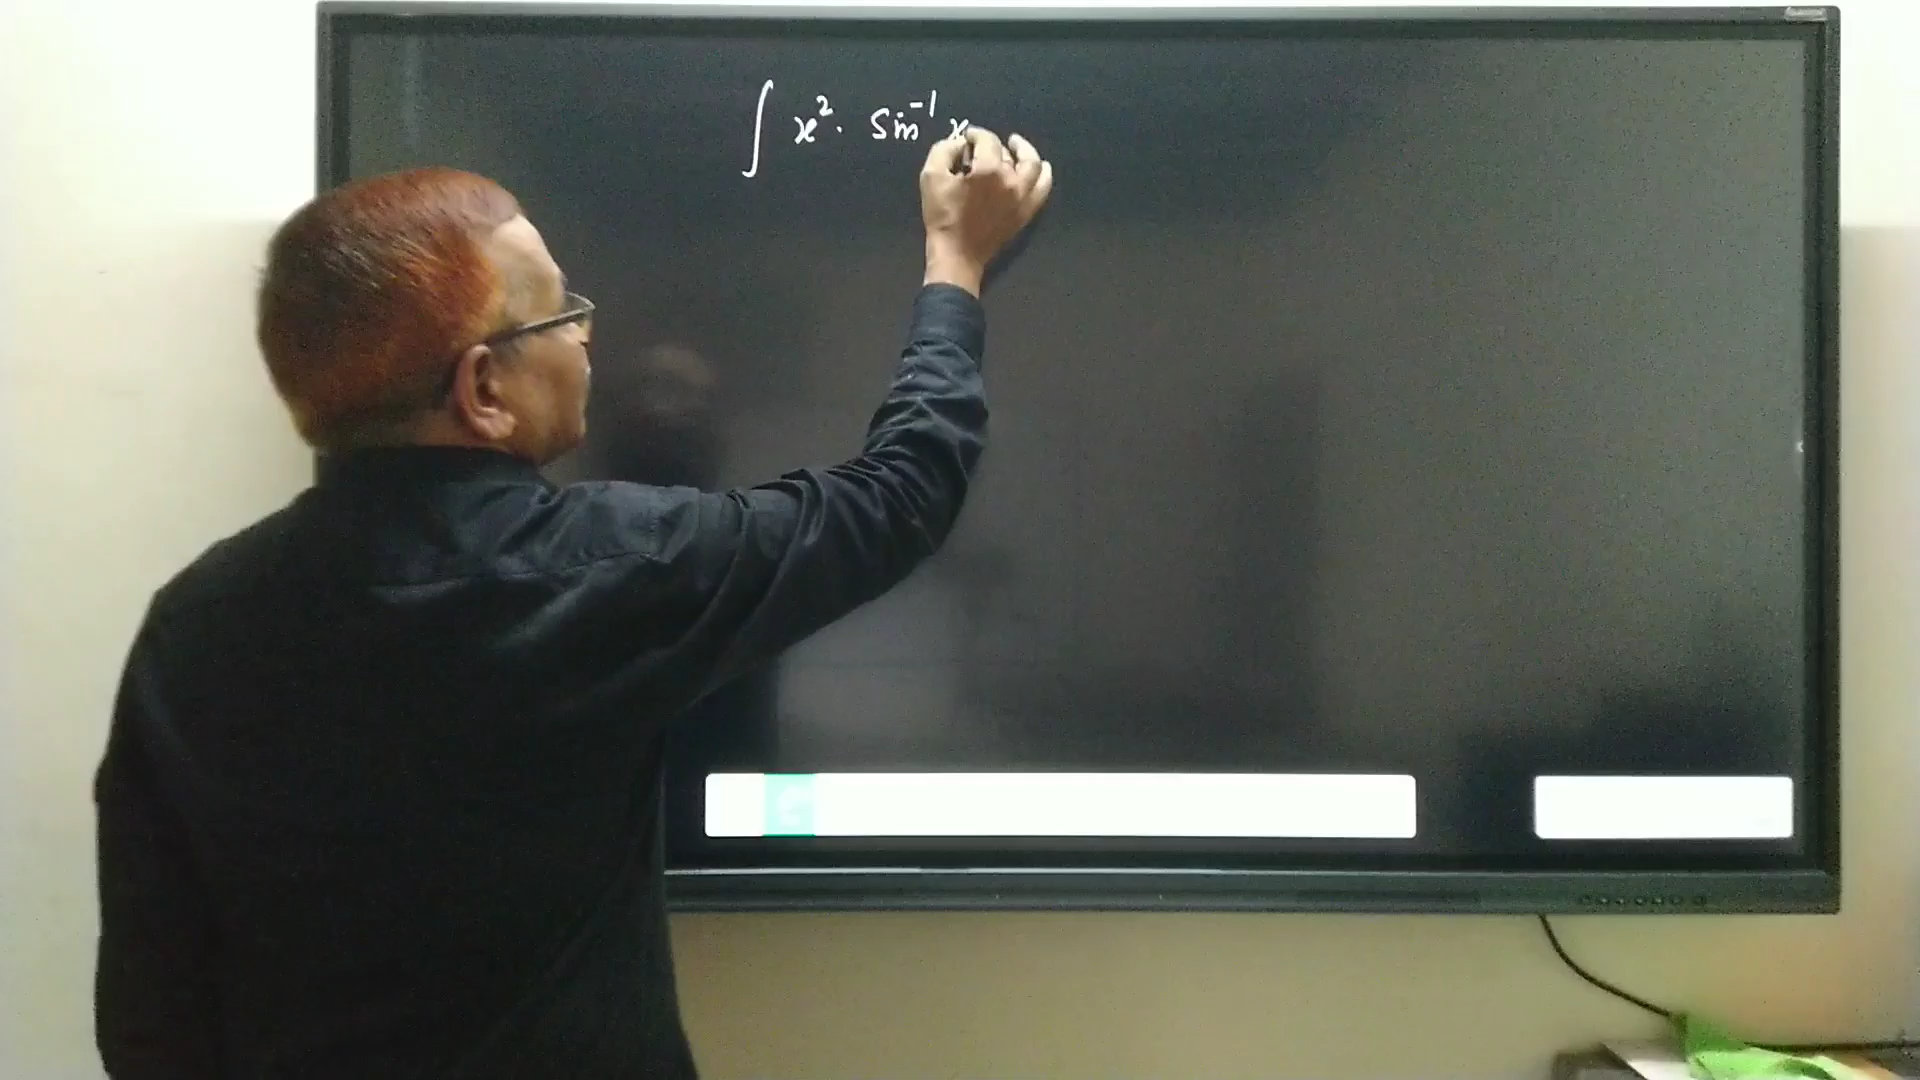 ∫ x². sin⁻¹ x